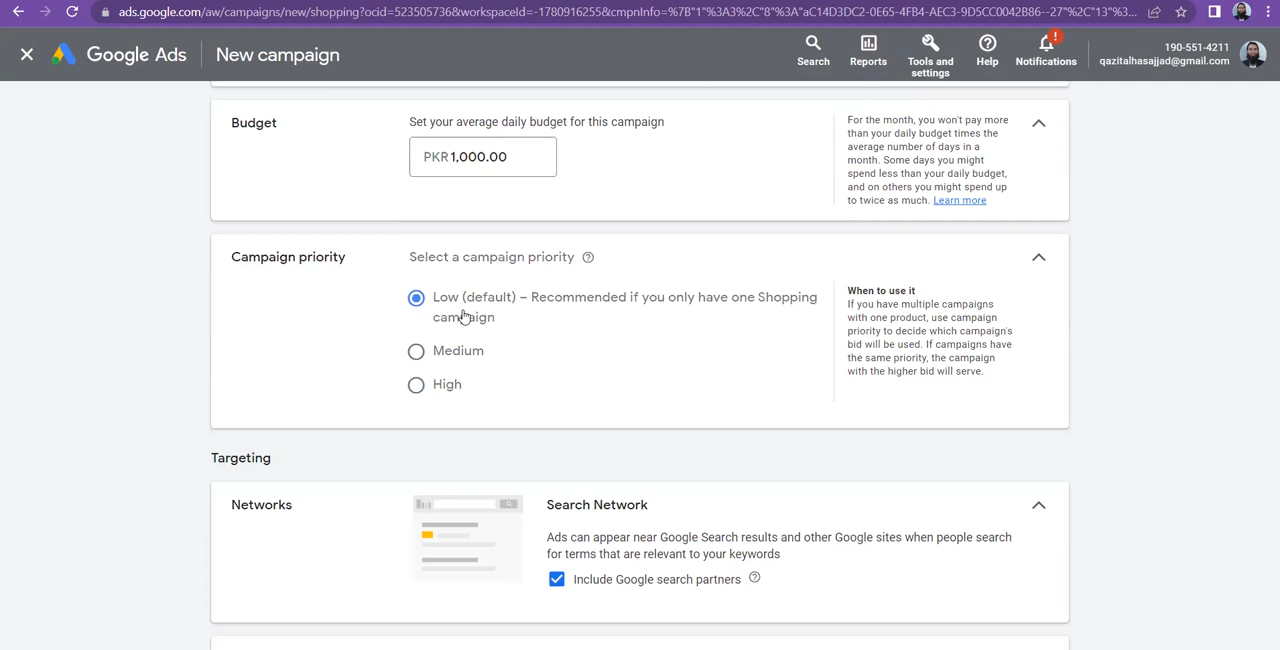 ads.google.com/aw/campaigns/new/shopping?ocid=523505736&workspaceId=-1780916255&cmpnInfo=%7B"1"%3A3%2C"8"%3A"aC14D3DC2-0E65-4FB4-AEC3-9D5CC0042B86--27"%2C"13"%3...
Google Ads
New campaign
Search
Reports
Tools and
settings
Help
!
Notifications
190-551-4211
qazitalhasajjad@gmail.com
Budget
Set your average daily budget for this campaign
PKR 1,000.00
For the month, you won't pay more
than your daily budget times the
average number of days in a
month. Some days you might
spend less than your daily budget,
and on others you might spend up
to twice as much. Learn more
Campaign priority
Select a campaign priority
Low (default) – Recommended if you only have one Shopping
campaign
Medium
High
When to use it
If you have multiple campaigns
with one product, use campaign
priority to decide which campaign's
bid will be used. If campaigns have
the same priority, the campaign
with the higher bid will serve.
Targeting
Networks
Search Network
Ads can appear near Google Search results and other Google sites when people search
for terms that are relevant to your keywords
Include Google search partners